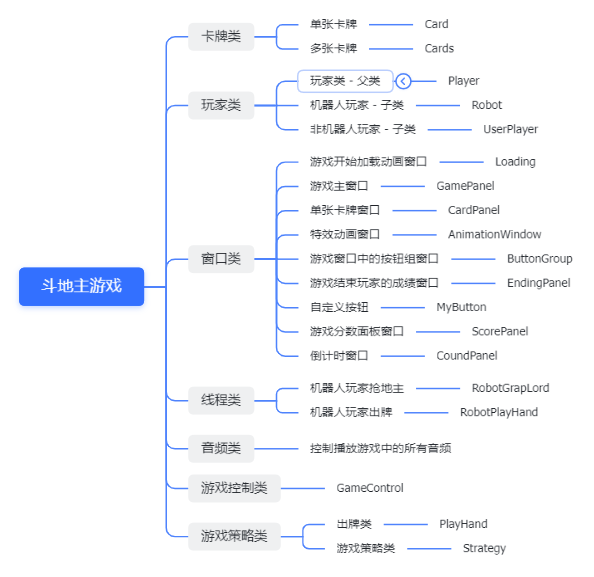 斗地主游戏
卡牌类
单张卡牌 Card
多张卡牌 Cards
玩家类
玩家类 - 父类 Player
机器人玩家 - 子类 Robot
非机器人玩家 - 子类 UserPlayer
窗口类
游戏开始加载动画窗口 Loading
游戏主窗口 GamePanel
单张卡牌窗口 CardPanel
特效动画窗口 AnimationWindow
游戏窗口中的按钮组窗口 ButtonGroup
游戏结束玩家的成绩窗口 EndingPanel
自定义按钮 MyButton
游戏分数面板窗口 ScorePanel
倒计时窗口 CoundPanel
线程类
机器人玩家抢地主 RobotGrapLord
机器人玩家出牌 RobotPlayHand
音频类
控制播放游戏中的所有音频
游戏控制类
GameControl
游戏策略类
出牌类 PlayHand
游戏策略类 Strategy